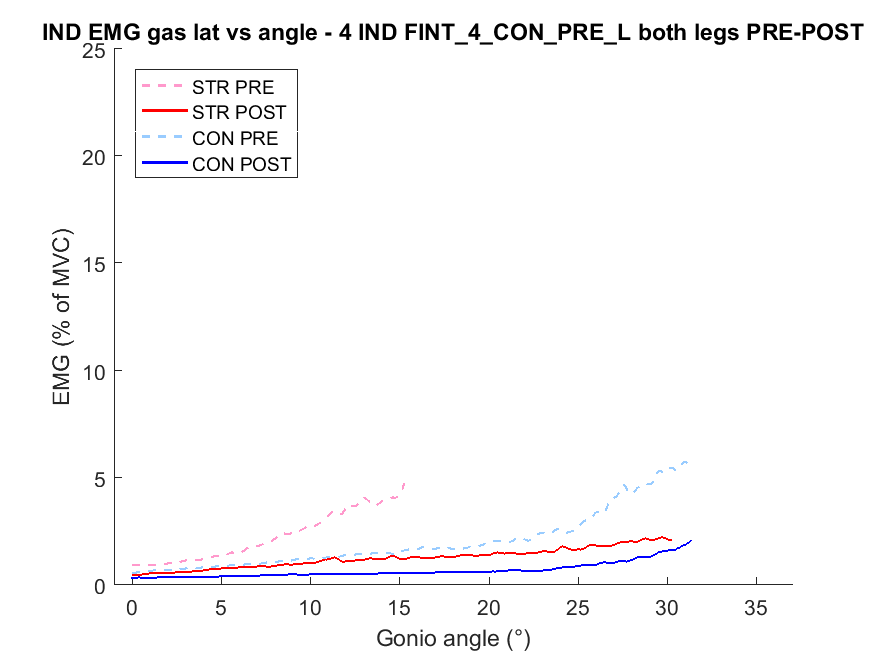 IND EMG gas lat vs angle - 4 IND FINT_4_CON_PRE_L both legs PRE-POST
25
20
15
10
5
0
EMG (% of MVC)
STR PRE
STR POST
CON PRE
CON POST
0 5 10 15 20 25 30 35
Gonio angle (°)